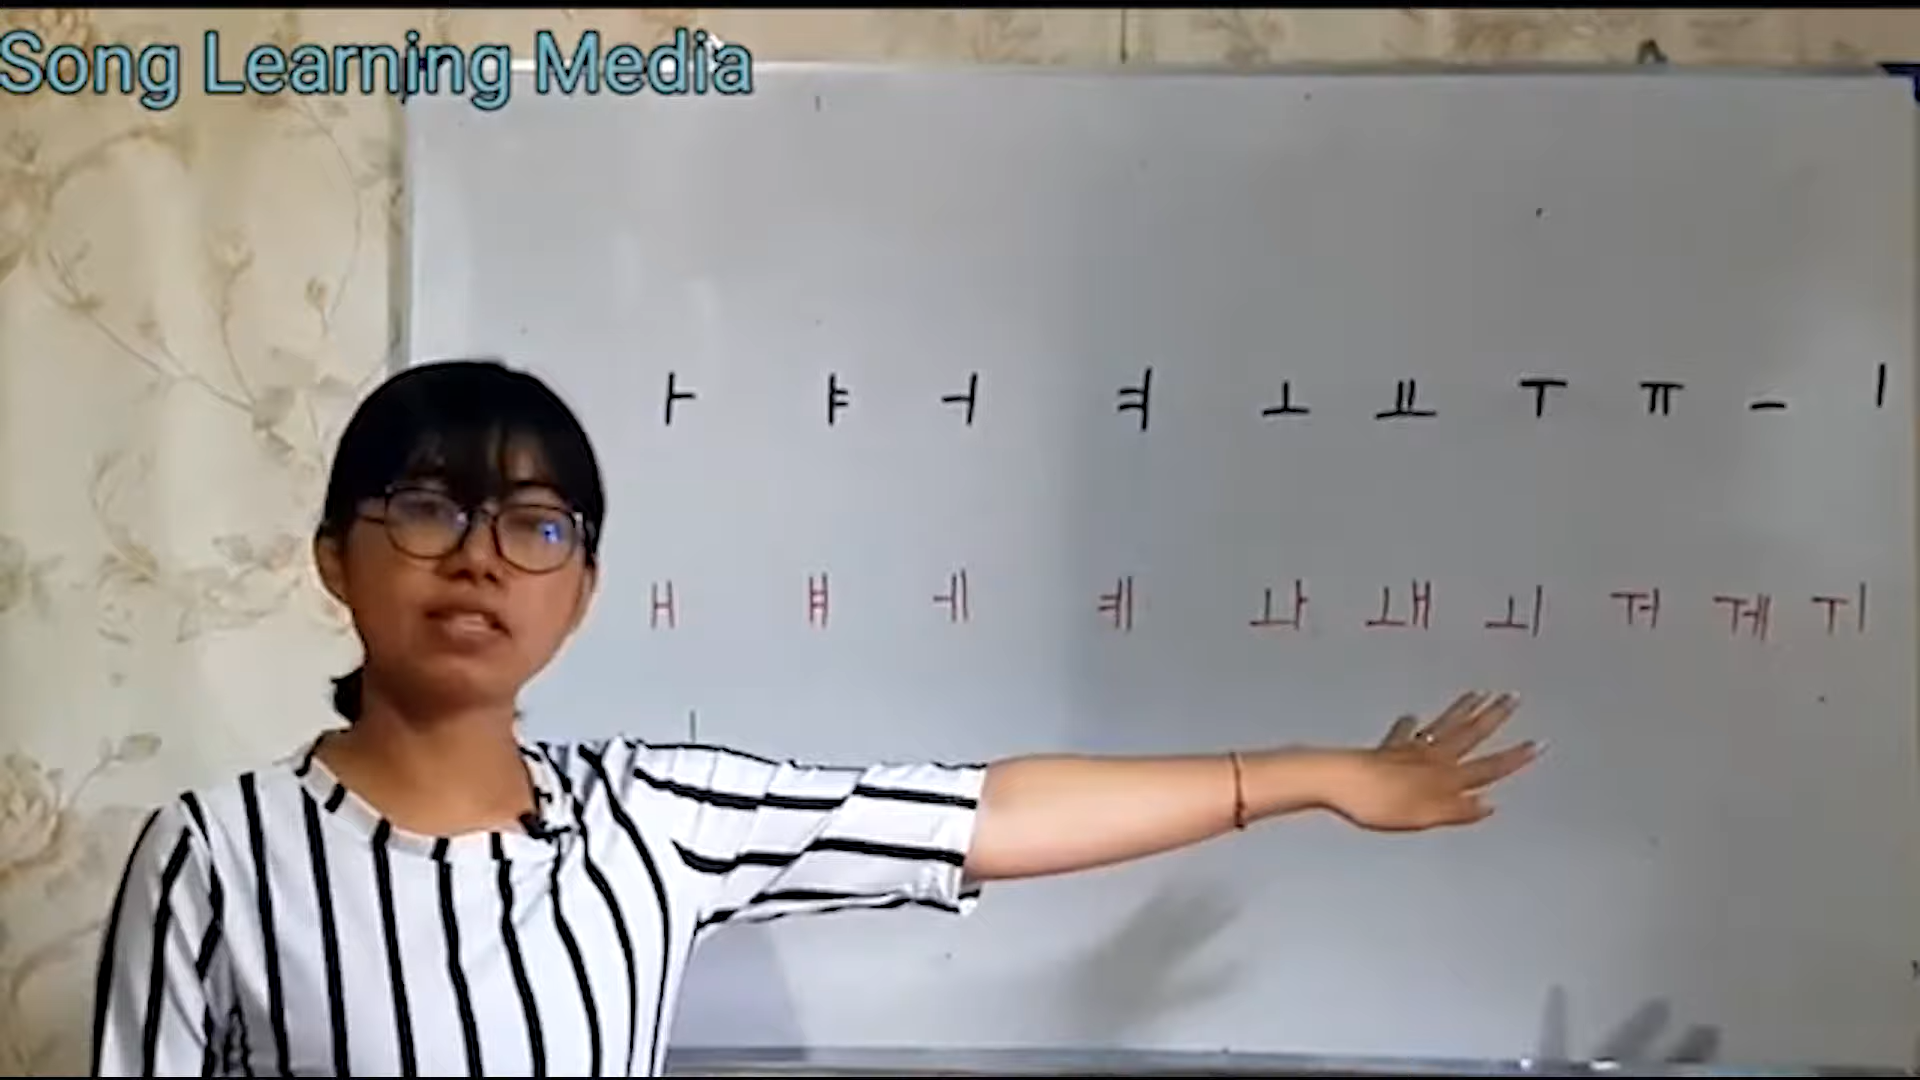 Song Learning Media
ㅏ ㅑ ㅓ ㅕ ㅗ ㅛ ㅜ ㅠ ㅡ ㅣ
ㅐ ㅒ ㅔ ㅖ ㅘ ㅙ ㅚ ㅝ ㅞ ㅟ